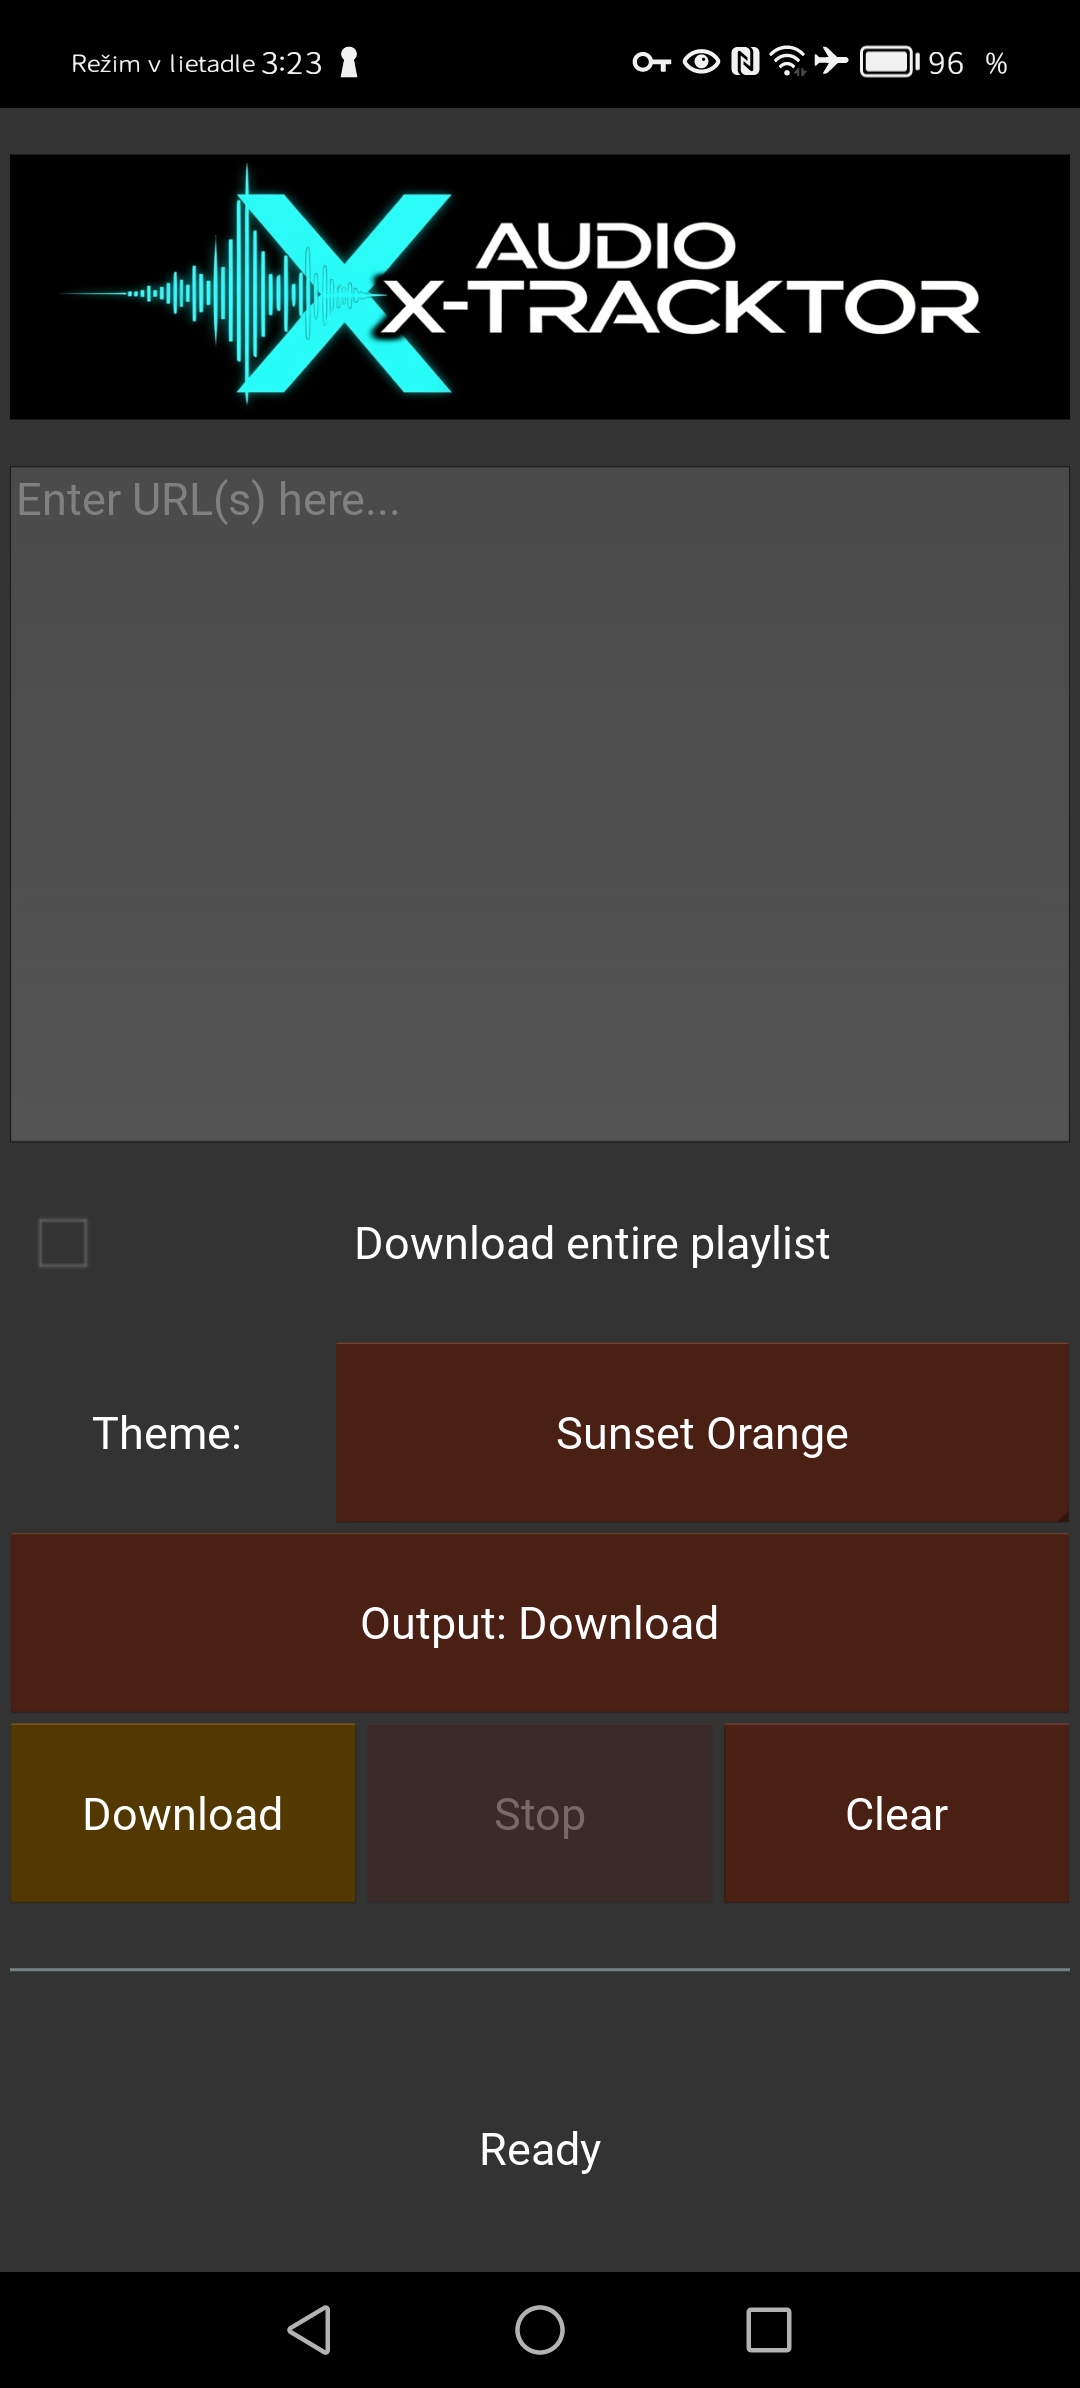 Režim v lietadle 3:23 96 %
AUDIO
X-TRACKTOR
Enter URL(s) here...
Download entire playlist
Theme: Sunset Orange
Output: Download
Download Stop Clear
Ready